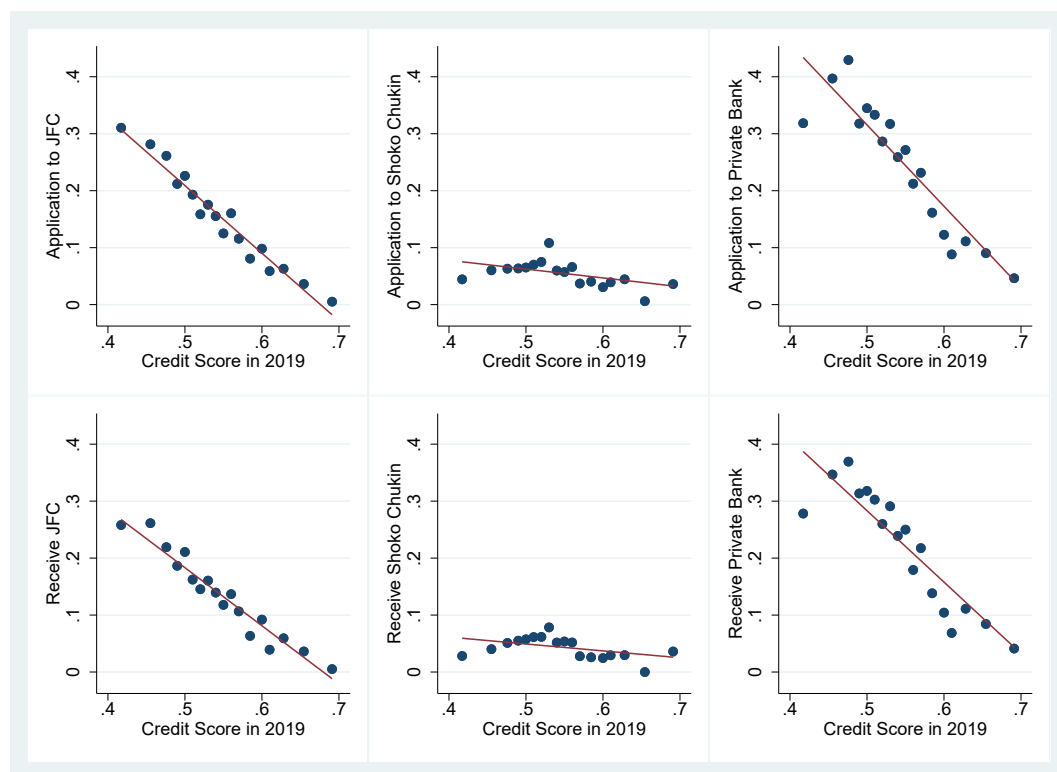 Application to JFC
.4
.3
.2
.1
0
.4 .5 .6 .7
Credit Score in 2019
Application to Shoko Chukin
.4
.3
.2
.1
0
.4 .5 .6 .7
Credit Score in 2019
Application to Private Bank
.4
.3
.2
.1
0
.4 .5 .6 .7
Credit Score in 2019
Receive JFC
.4
.3
.2
.1
0
.4 .5 .6 .7
Credit Score in 2019
Receive Shoko Chukin
.4
.3
.2
.1
0
.4 .5 .6 .7
Credit Score in 2019
Receive Private Bank
.4
.3
.2
.1
0
.4 .5 .6 .7
Credit Score in 2019